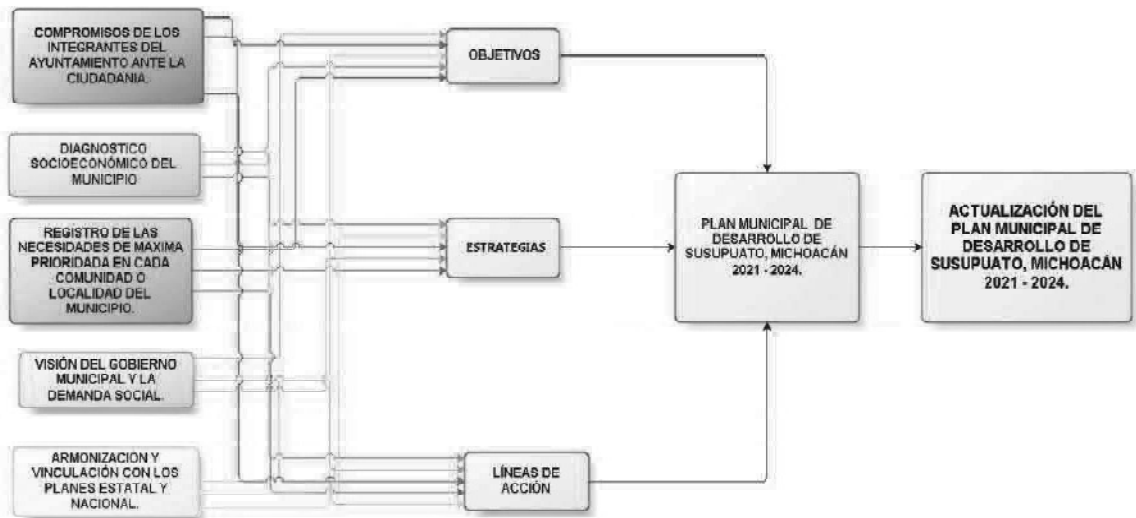 COMPROMISOS DE LOS
INTEGRANTES DEL
AYUNTAMIENTO ANTE LA
CIUDADANIA.
DIAGNOSTICO
SOCIOECONÓMICO DEL
MUNICIPIO
REGISTRO DE LAS
NECESIDADES DE MAXIMA
PRIORIDADA EN CADA
COMUNIDAD O
LOCALIDAD DEL
MUNICIPIO.
VISIÓN DEL GOBIERNO
MUNICIPAL Y LA
DEMANDA SOCIAL.
ARMONIZACION Y
VINCULACIÓN CON LOS
PLANES ESTATAL Y
NACIONAL.
OBJETIVOS
ESTRATEGIAS
LÍNEAS DE
ACCIÓN
PLAN MUNICIPAL DE
DESARROLLO DE
SUSUPUATO, MICHOACÁN
2021 - 2024.
ACTUALIZACIÓN DEL
PLAN MUNICIPAL DE
DESARROLLO DE
SUSUPUATO, MICHOACÁN
2021 - 2024.